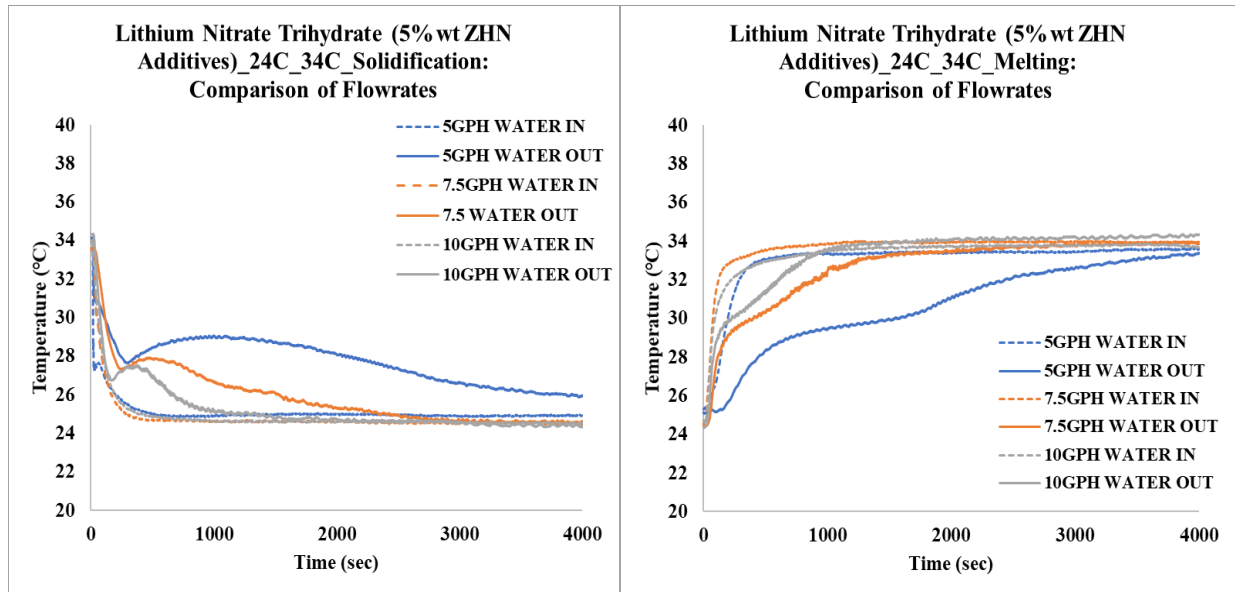 Lithium Nitrate Trihydrate (5% wt ZHN
Additives)_24C_34C_Solidification:
Comparison of Flowrates
40
38
36
34
32
30
28
26
24
22
20
Temperature (°C)
0
1000
2000
3000
4000
Time (sec)
5GPH WATER IN
5GPH WATER OUT
7.5GPH WATER IN
7.5 WATER OUT
10GPH WATER IN
10GPH WATER OUT
Lithium Nitrate Trihydrate (5% wt ZHN
Additives)_24C_34C_Melting:
Comparison of Flowrates
40
38
36
34
32
30
28
26
24
22
20
Temperature (°C)
0
1000
2000
3000
4000
Time (sec)
5GPH WATER IN
5GPH WATER OUT
7.5GPH WATER IN
7.5GPH WATER OUT
10GPH WATER IN
10GPH WATER OUT